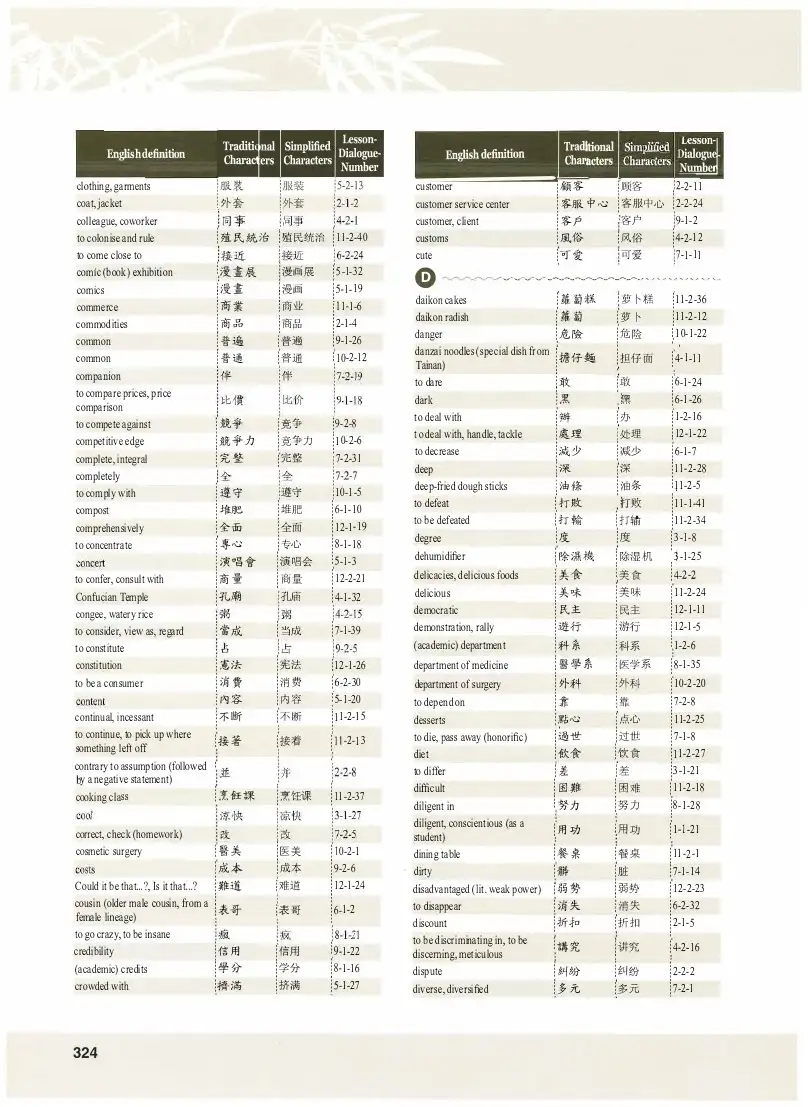 English definition Traditional Characters Simplified Characters Lesson-Dialogue-Number
clothing, garments 服裝 服装 5-2-13
coat, jacket 外套 外套 2-1-2
colleague, coworker 同事 同事 4-2-1
to colonise and rule 殖民統治 殖民统治 11-2-40
to come close to 接近 接近 6-2-24
comic (book) exhibition 漫畫展 漫画展 5-1-32
comics 漫畫 漫画 5-1-19
commerce 商業 商业 11-1-6
commodities 商品 商品 2-1-4
common 普遍 普遍 9-1-26
common 普通 普通 10-2-12
companion 伴 伴 7-2-19
to compare prices, price
comparison 比價 比价 9-1-18
to compete against 競爭 竞争 9-2-8
competitive edge 競爭力 竞争力 10-2-6
complete, integral 完整 完整 7-2-31
completely 全 全 7-2-7
to comply with 遵守 遵守 10-1-5
compost 堆肥 堆肥 6-1-10
comprehensively 全面 全面 12-1-19
to concentrate 專心 专心 8-1-18
concert 演唱會 演唱会 5-1-3
to confer, consult with 商量 商量 12-2-21
Confucian Temple 孔廟 孔庙 4-1-32
congee, watery rice 粥 粥 4-2-15
to consider, view as, regard 當成 当成 7-1-39
to constitute 占 占 9-2-5
constitution 憲法 宪法 12-1-26
to be a consumer 消費 消费 6-2-30
content 內容 内容 5-1-20
continual, incessant 不斷 不断 11-2-15
to continue, to pick up where
something left off 接著 接着 11-2-13
contrary to assumption (followed
by a negative statement) 並 并 2-2-8
cooking class 烹飪課 烹饪课 11-2-37
cool 涼快 凉快 3-1-27
correct, check (homework) 改 改 7-2-5
cosmetic surgery 醫美 医美 10-2-1
costs 成本 成本 9-2-6
Could it be that...?, Is it that...? 難道 难道 12-1-24
cousin (older male cousin, from a
female lineage) 表哥 表哥 6-1-2
to go crazy, to be insane 瘋 疯 8-1-21
credibility 信用 信用 9-1-22
(academic) credits 學分 学分 8-1-16
crowded with 擠滿 挤满 5-1-27
English definition Traditional Characters Simplified Characters Lesson-Dialogue-Number
customer 顧客 顾客 2-2-11
customer service center 客服中心 客服中心 2-2-24
customer, client 客戶 客户 9-1-2
customs 風俗 风俗 4-2-12
cute 可愛 可爱 7-1-11
D
daikon cakes 蘿蔔糕 萝卜糕 11-2-36
daikon radish 蘿蔔 萝卜 11-2-12
danger 危險 危险 10-1-22
danzai noodles (special dish from
Tainan) 擔仔麵 担仔面 4-1-11
to dare 敢 敢 6-1-24
dark 黑 黑 6-1-26
to deal with 辦 办 1-2-16
to deal with, handle, tackle 處理 处理 12-1-22
to decrease 減少 减少 6-1-7
deep 深 深 11-2-28
deep-fried dough sticks 油條 油条 11-2-5
to defeat 打敗 打败 11-1-41
to be defeated 打輸 打输 11-2-34
degree 度 度 3-1-8
dehumidifier 除濕機 除湿机 3-1-25
delicacies, delicious foods 美食 美食 4-2-2
delicious 美味 美味 11-2-24
democratic 民主 民主 12-1-11
demonstration, rally 遊行 游行 12-1-5
(academic) department 科系 科系 1-2-6
department of medicine 醫學系 医学系 8-1-35
department of surgery 外科 外科 10-2-20
to depend on 靠 靠 7-2-8
desserts 點心 点心 11-2-25
to die, pass away (honorific) 過世 过世 7-1-8
diet 飲食 饮食 11-2-27
to differ 差 差 3-1-21
difficult 困難 困难 11-2-18
diligent in 努力 努力 8-1-28
diligent, conscientious (as a
student) 用功 用功 1-1-21
dining table 餐桌 餐桌 11-2-1
dirty 髒 脏 7-1-14
disadvantaged (lit. weak power) 弱勢 弱势 12-2-23
to disappear 消失 消失 6-2-32
discount 折扣 折扣 2-1-5
to be discriminating in, to be
discerning, meticulous 講究 讲究 4-2-16
dispute 糾紛 纠纷 2-2-2
diverse, diversified 多元 多元 7-2-1
324